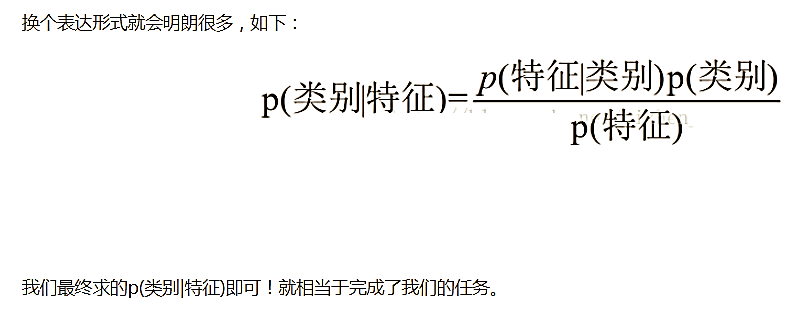 换个表达形式就会明朗很多，如下：
p(类别|特征)=p(特征|类别)p(类别)/p(特征)
我们最终求的p(类别|特征)即可！就相当于完成了我们的任务。